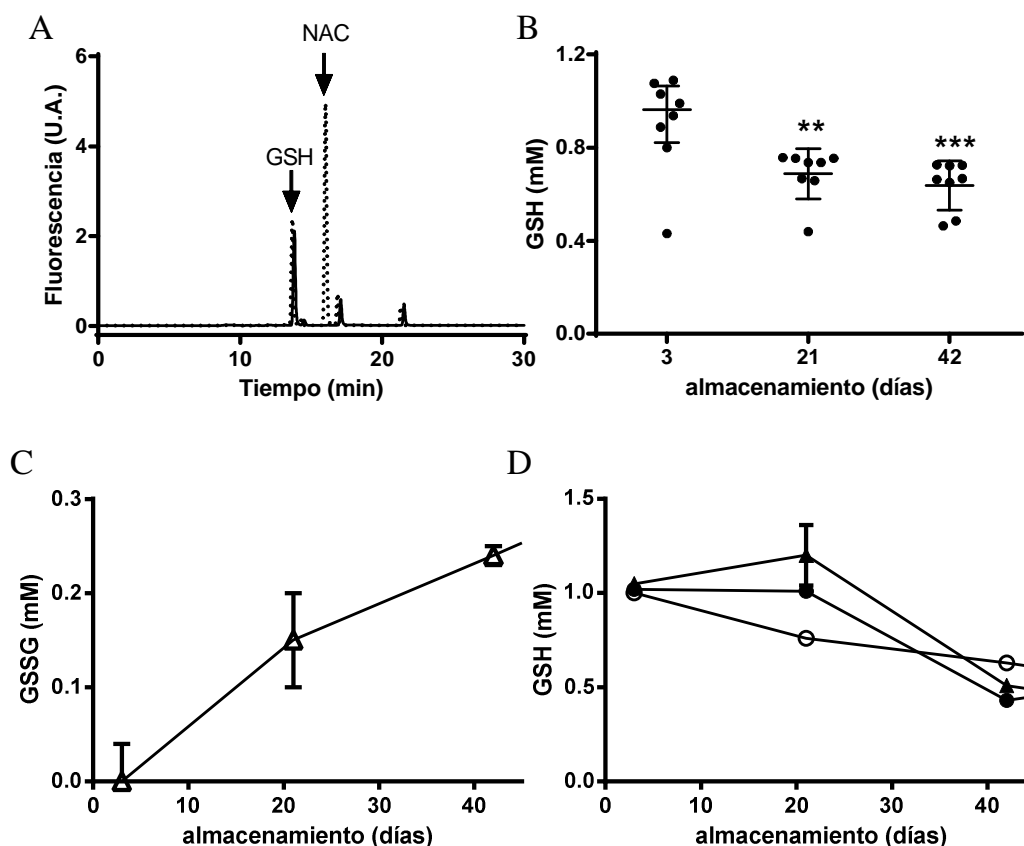 A
NAC
GSH
Fluorescencia (U.A.)
6
4
2
0
0 10 20 30
Tiempo (min)
B
GSH (mM)
1.2
0.8
0.4
0.0
** ***
3 21 42
almacenamiento (días)
C
GSSG (mM)
0.3
0.2
0.1
0.0
0 10 20 30 40
almacenamiento (días)
D
GSH (mM)
1.5
1.0
0.5
0.0
0 10 20 30 40
almacenamiento (días)